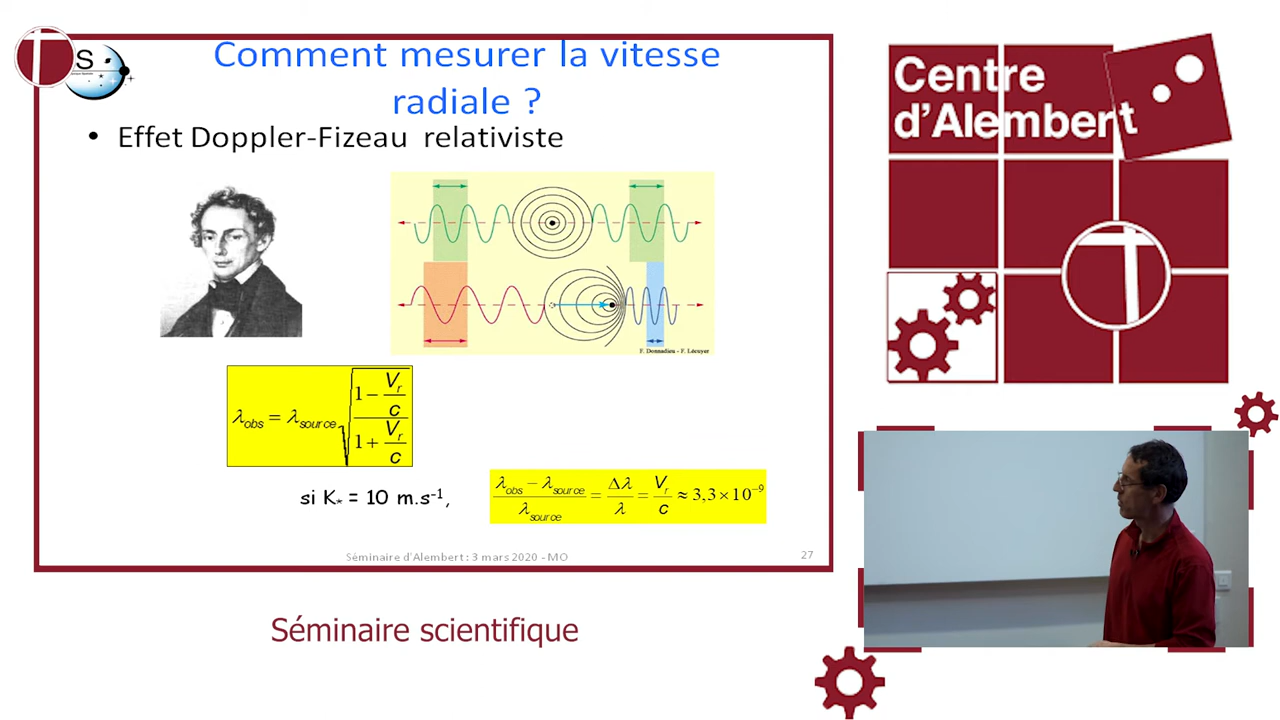 S
Comment mesurer la vitesse
radiale ?
• Effet Doppler-Fizeau relativiste
F. Donnadieu - F. Lécuyer
λobs = λsource √((1 − Vr/c)/(1 + Vr/c))
si K* = 10 m.s-1,
(λobs − λsource)/λsource = Δλ/λ = Vr/c ≈ 3,3×10−9
Séminaire d'Alembert : 3 mars 2020 - MO
27
Séminaire scientifique
Centre
d'Alembert